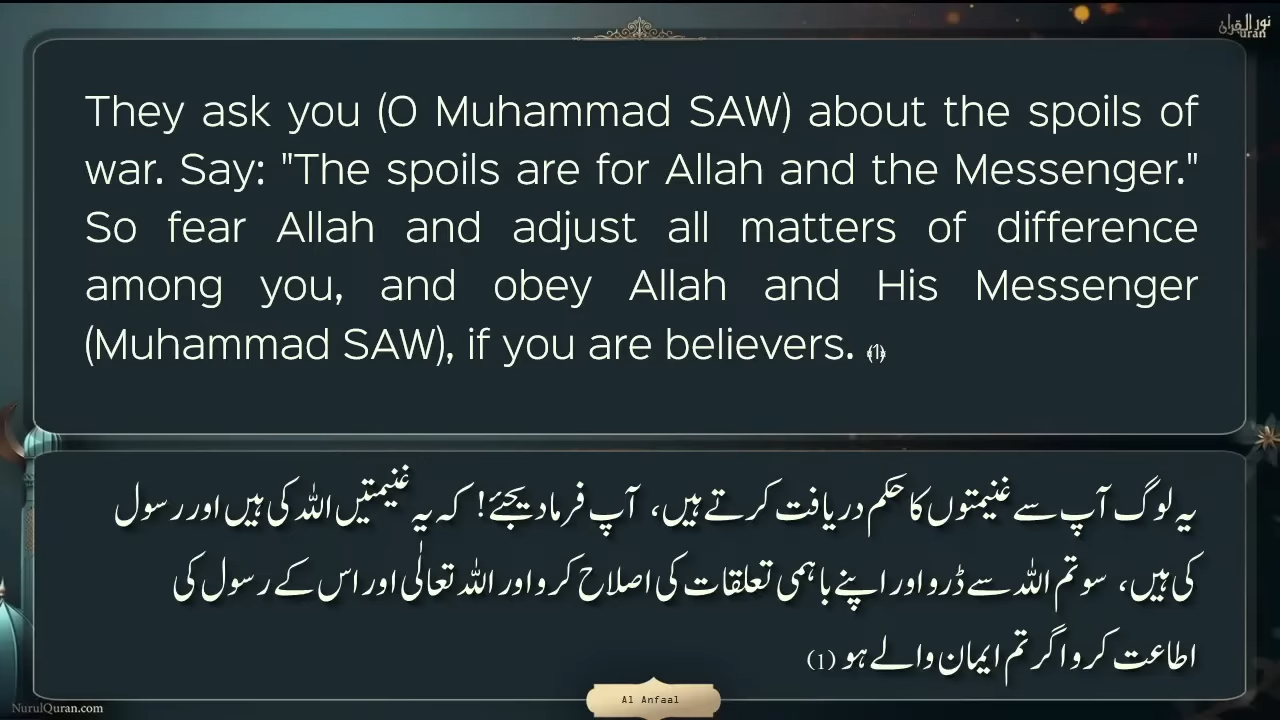 نور القرآن
Quran
They ask you (O Muhammad SAW) about the spoils of
war. Say: "The spoils are for Allah and the Messenger."
So fear Allah and adjust all matters of difference
among you, and obey Allah and His Messenger
(Muhammad SAW), if you are believers. ﴾1﴿
یہ لوگ آپ سے غنیمتوں کا حکم دریافت کرتے ہیں، آپ فرما دیجئے! کہ یہ غنیمتیں اللہ کی ہیں اور رسول
کی ہیں، سو تم اللہ سے ڈرو اور اپنے باہمی تعلقات کی اصلاح کرو اور اللہ تعالٰی اور اس کے رسول کی
اطاعت کرو اگر تم ایمان والے ہو (1)
Al Anfaal
NurulQuran.com